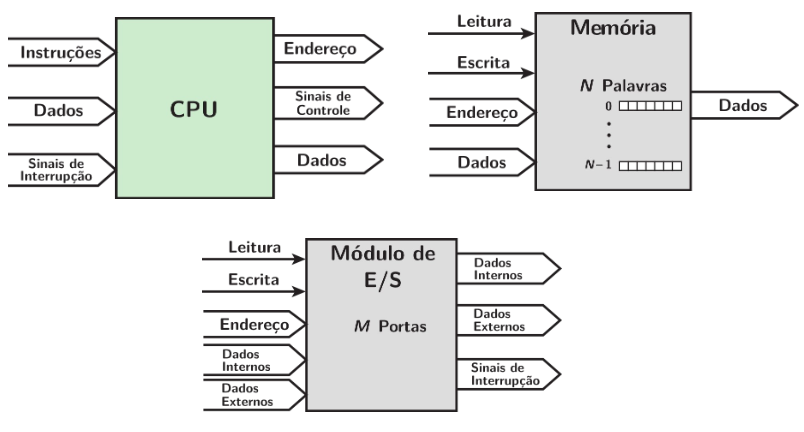 Instruções
Dados
Sinais de
Interrupção
CPU
Endereço
Sinais de
Controle
Dados
Leitura
Escrita
Endereço
Dados
Memória
N Palavras
0
N−1
Dados
Leitura
Escrita
Endereço
Dados
Internos
Dados
Externos
Módulo de
E/S
M Portas
Dados
Internos
Dados
Externos
Sinais de
Interrupção